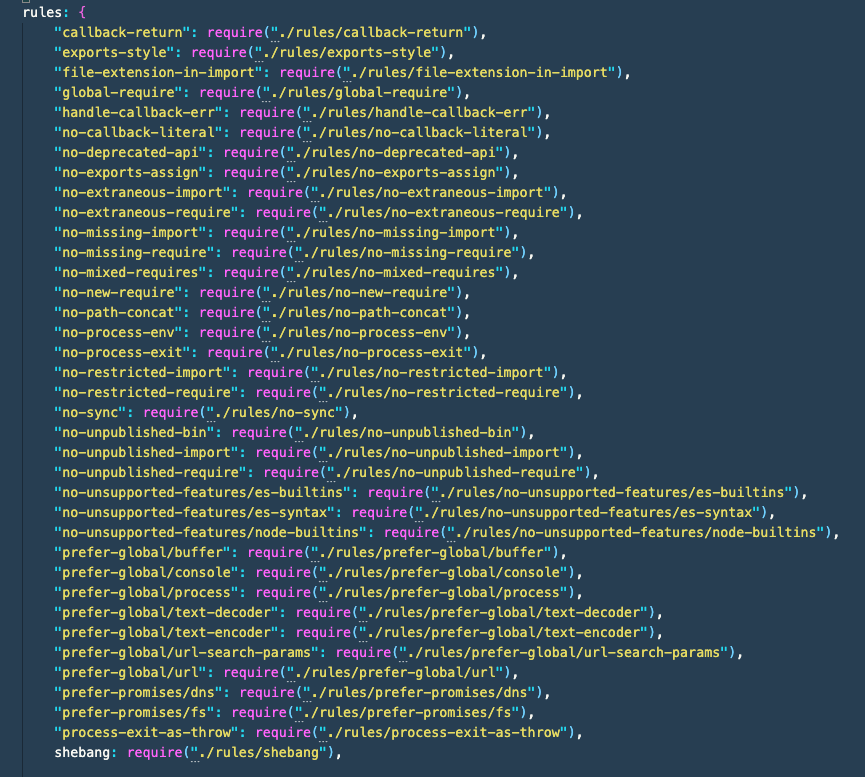 rules: {
"callback-return": require("./rules/callback-return"),
"exports-style": require("./rules/exports-style"),
"file-extension-in-import": require("./rules/file-extension-in-import"),
"global-require": require("./rules/global-require"),
"handle-callback-err": require("./rules/handle-callback-err"),
"no-callback-literal": require("./rules/no-callback-literal"),
"no-deprecated-api": require("./rules/no-deprecated-api"),
"no-exports-assign": require("./rules/no-exports-assign"),
"no-extraneous-import": require("./rules/no-extraneous-import"),
"no-extraneous-require": require("./rules/no-extraneous-require"),
"no-missing-import": require("./rules/no-missing-import"),
"no-missing-require": require("./rules/no-missing-require"),
"no-mixed-requires": require("./rules/no-mixed-requires"),
"no-new-require": require("./rules/no-new-require"),
"no-path-concat": require("./rules/no-path-concat"),
"no-process-env": require("./rules/no-process-env"),
"no-process-exit": require("./rules/no-process-exit"),
"no-restricted-import": require("./rules/no-restricted-import"),
"no-restricted-require": require("./rules/no-restricted-require"),
"no-sync": require("./rules/no-sync"),
"no-unpublished-bin": require("./rules/no-unpublished-bin"),
"no-unpublished-import": require("./rules/no-unpublished-import"),
"no-unpublished-require": require("./rules/no-unpublished-require"),
"no-unsupported-features/es-builtins": require("./rules/no-unsupported-features/es-builtins"),
"no-unsupported-features/es-syntax": require("./rules/no-unsupported-features/es-syntax"),
"no-unsupported-features/node-builtins": require("./rules/no-unsupported-features/node-builtins"),
"prefer-global/buffer": require("./rules/prefer-global/buffer"),
"prefer-global/console": require("./rules/prefer-global/console"),
"prefer-global/process": require("./rules/prefer-global/process"),
"prefer-global/text-decoder": require("./rules/prefer-global/text-decoder"),
"prefer-global/text-encoder": require("./rules/prefer-global/text-encoder"),
"prefer-global/url-search-params": require("./rules/prefer-global/url-search-params"),
"prefer-global/url": require("./rules/prefer-global/url"),
"prefer-promises/dns": require("./rules/prefer-promises/dns"),
"prefer-promises/fs": require("./rules/prefer-promises/fs"),
"process-exit-as-throw": require("./rules/process-exit-as-throw"),
shebang: require("./rules/shebang"),